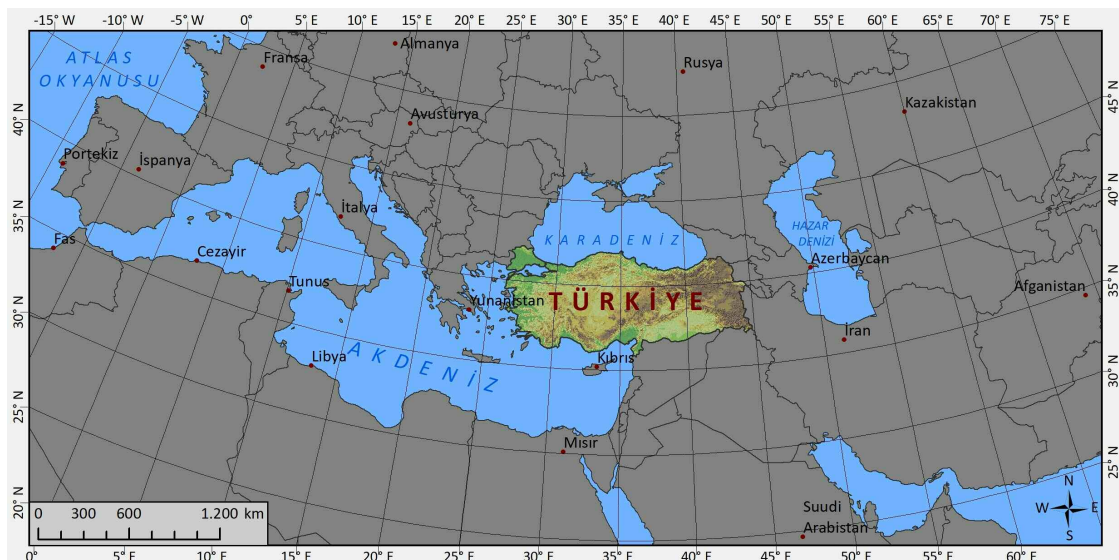 -15° W -10° W -5° W 0° 5° E 10° E 15° E 20° E 25° E 30° E 35° E 40° E 45° E 50° E 55° E 60° E 65° E 70° E 75° E
ATLAS
OKYANUSU
Almanya
Fransa
Rusya
Kazakistan
Avusturya
Portekiz
İspanya
İtalya
KARADENİZ
HAZAR
DENİZİ
Fas
Cezayir
Azerbaycan
Tunus
Afganistan
Yunanistan
TÜRKİYE
İran
AKDENİZ
Libya
Kıbrıs
Mısır
Suudi
Arabistan
40° N
35° N
30° N
25° N
20° N
45° N
40° N
35° N
30° N
25° N
N
W E
S
0 300 600 1.200 km
0° 5° E 10° E 15° E 20° E 25° E 30° E 35° E 40° E 45° E 50° E 55° E 60° E